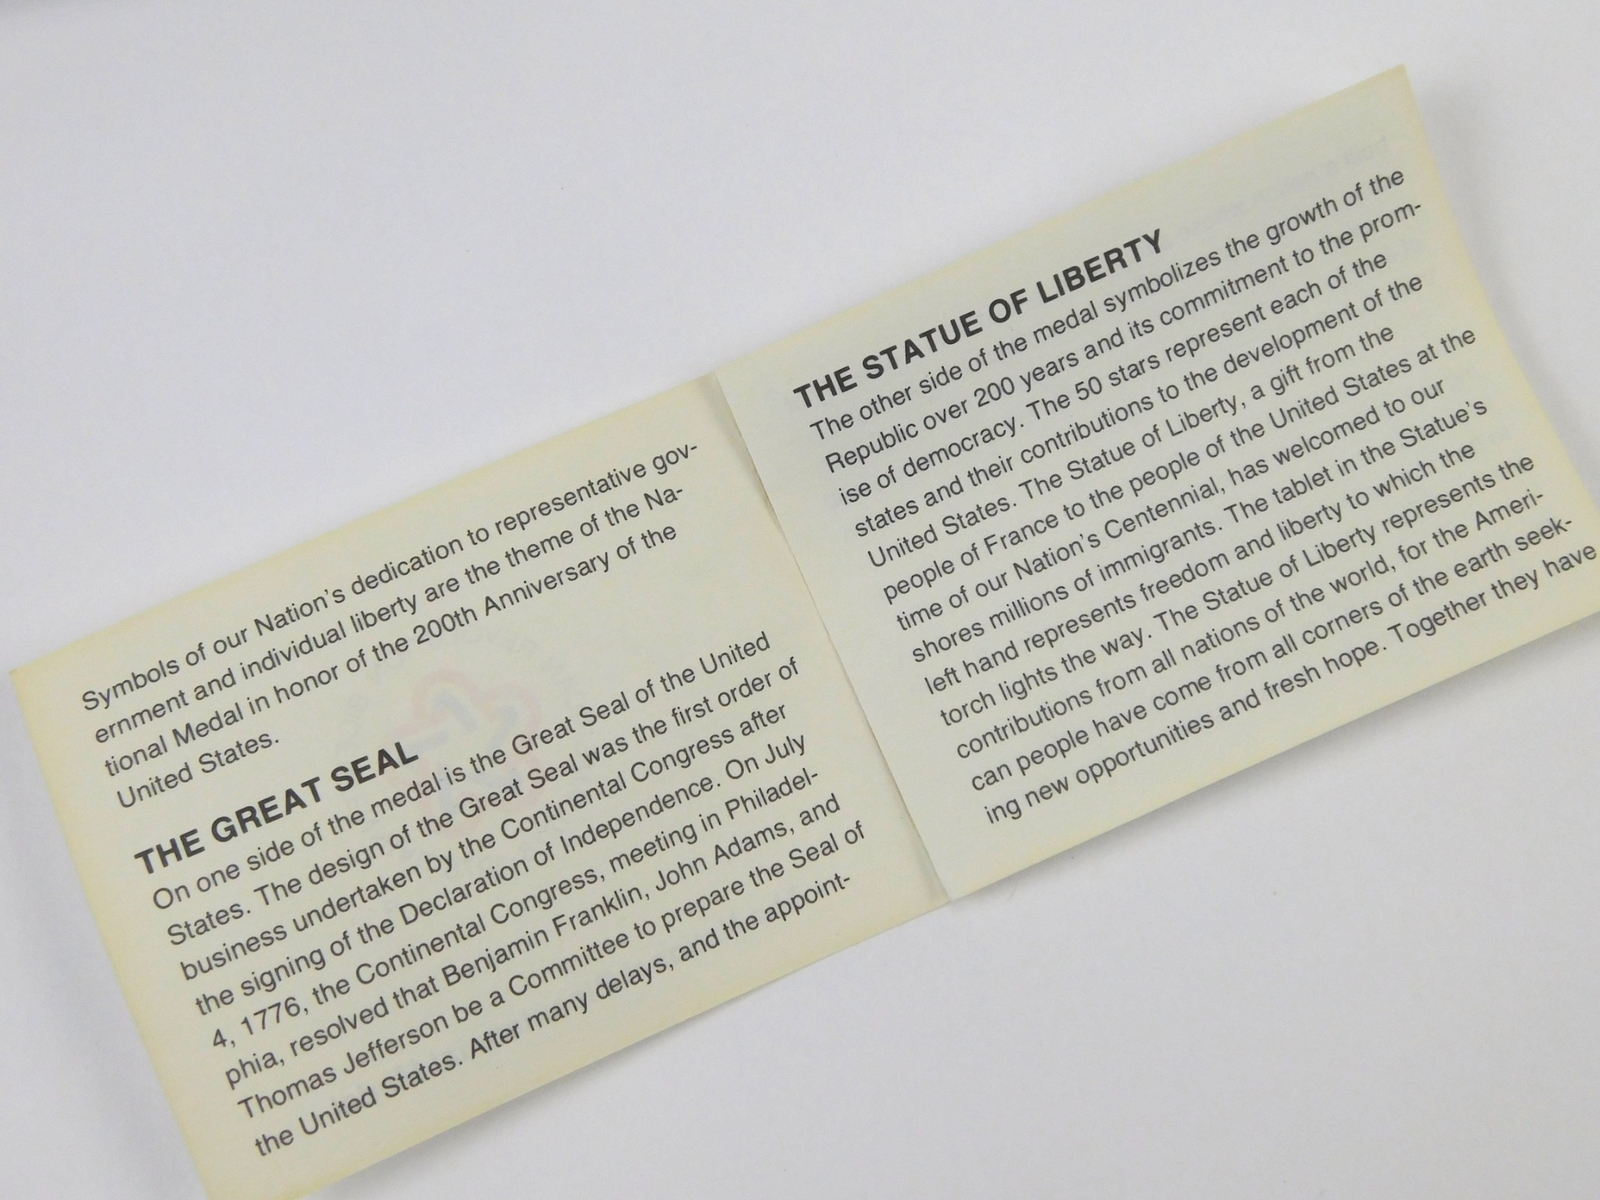 Symbols of our Nation's dedication to representative gov-
ernment and individual liberty are the theme of the Na-
tional Medal in honor of the 200th Anniversary of the
United States.
THE GREAT SEAL
On one side of the medal is the Great Seal of the United
States. The design of the Great Seal was the first order of
business undertaken by the Continental Congress after
the signing of the Declaration of Independence. On July
4, 1776, the Continental Congress, meeting in Philadel-
phia, resolved that Benjamin Franklin, John Adams, and
Thomas Jefferson be a Committee to prepare the Seal of
the United States. After many delays, and the appoint-
THE STATUE OF LIBERTY
The other side of the medal symbolizes the growth of the
Republic over 200 years and its commitment to the prom-
ise of democracy. The 50 stars represent each of the
states and their contributions to the development of the
United States. The Statue of Liberty, a gift from the
people of France to the people of the United States at the
time of our Nation's Centennial, has welcomed to our
shores millions of immigrants. The tablet in the Statue's
left hand represents freedom and liberty to which the
torch lights the way. The Statue of Liberty represents the
contributions from all nations of the world, for the Ameri-
can people have come from all corners of the earth seek-
ing new opportunities and fresh hope. Together they have